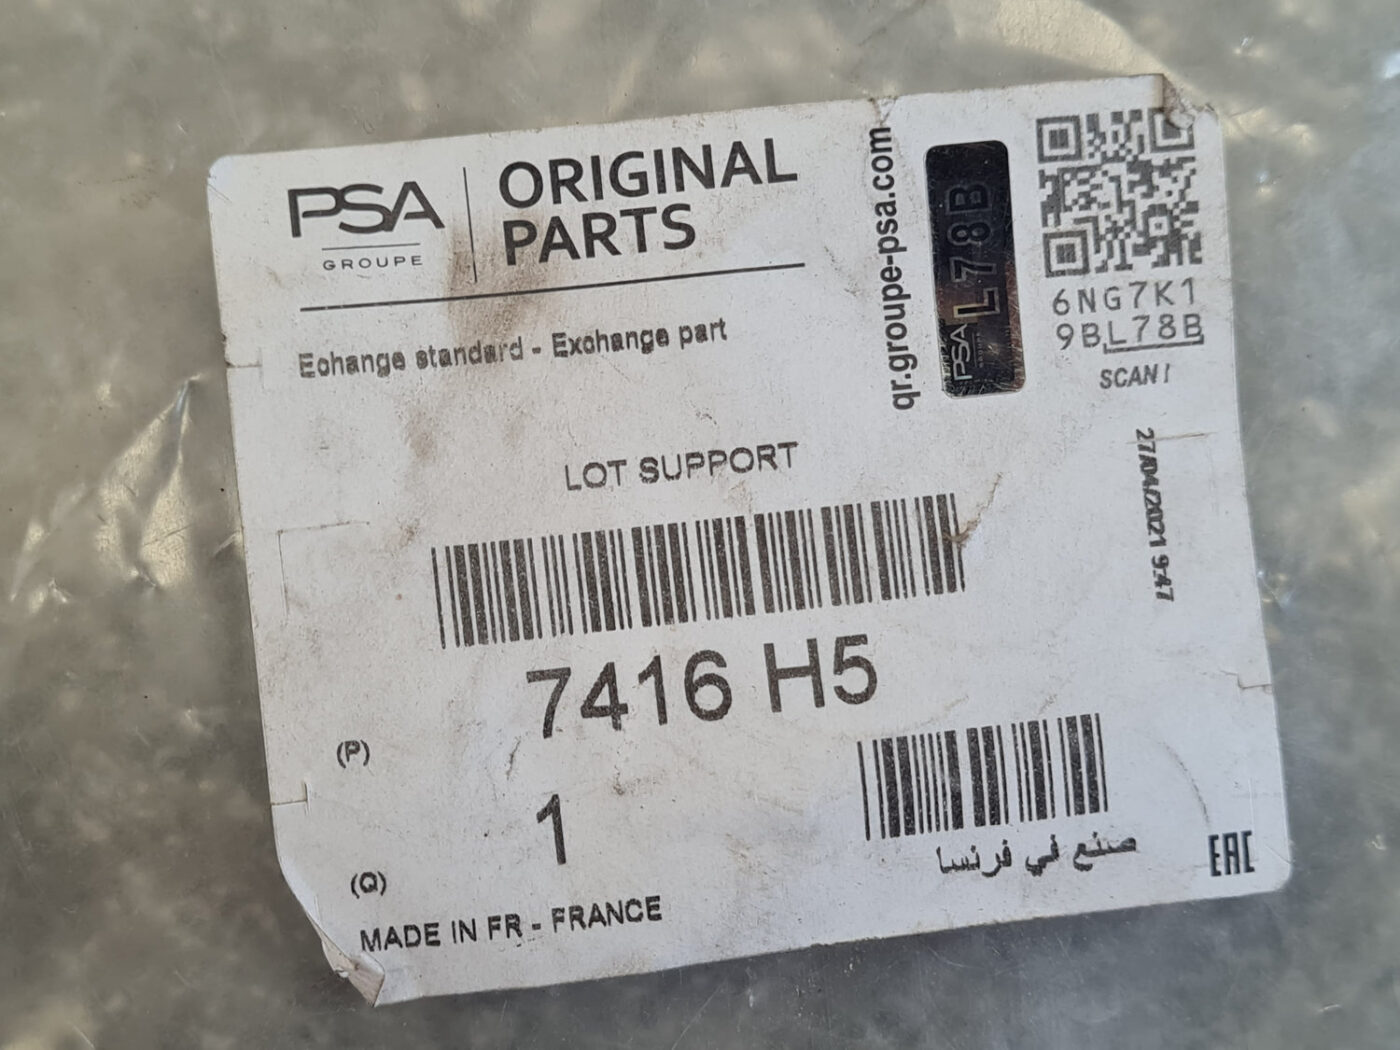 PSA
GROUPE
ORIGINAL
PARTS
Echange standard - Exchange part
qr.groupe-psa.com
PSA
L78B
6NG7K1
9BL78B
SCAN !
27/04/2021 9:47
LOT SUPPORT
7416 H5
(P)
1
(Q)
صنع في فرنسا
EAC
MADE IN FR - FRANCE